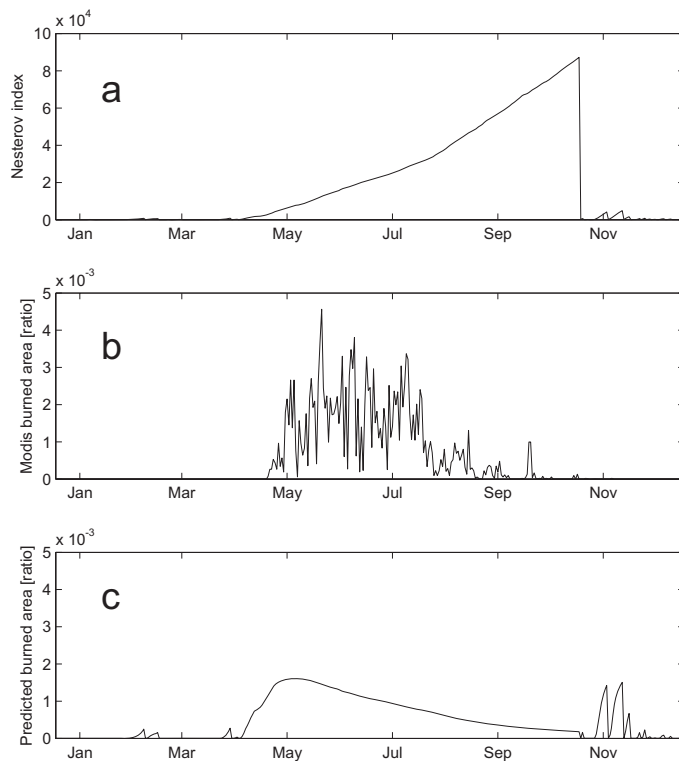 x 10⁴
10
8
6
4
2
0
Nesterov index
a
Jan Mar May Jul Sep Nov
x 10⁻³
5
4
3
2
1
0
Modis burned area [ratio]
b
Jan Mar May Jul Sep Nov
x 10⁻³
5
4
3
2
1
0
Predicted burned area [ratio]
c
Jan Mar May Jul Sep Nov